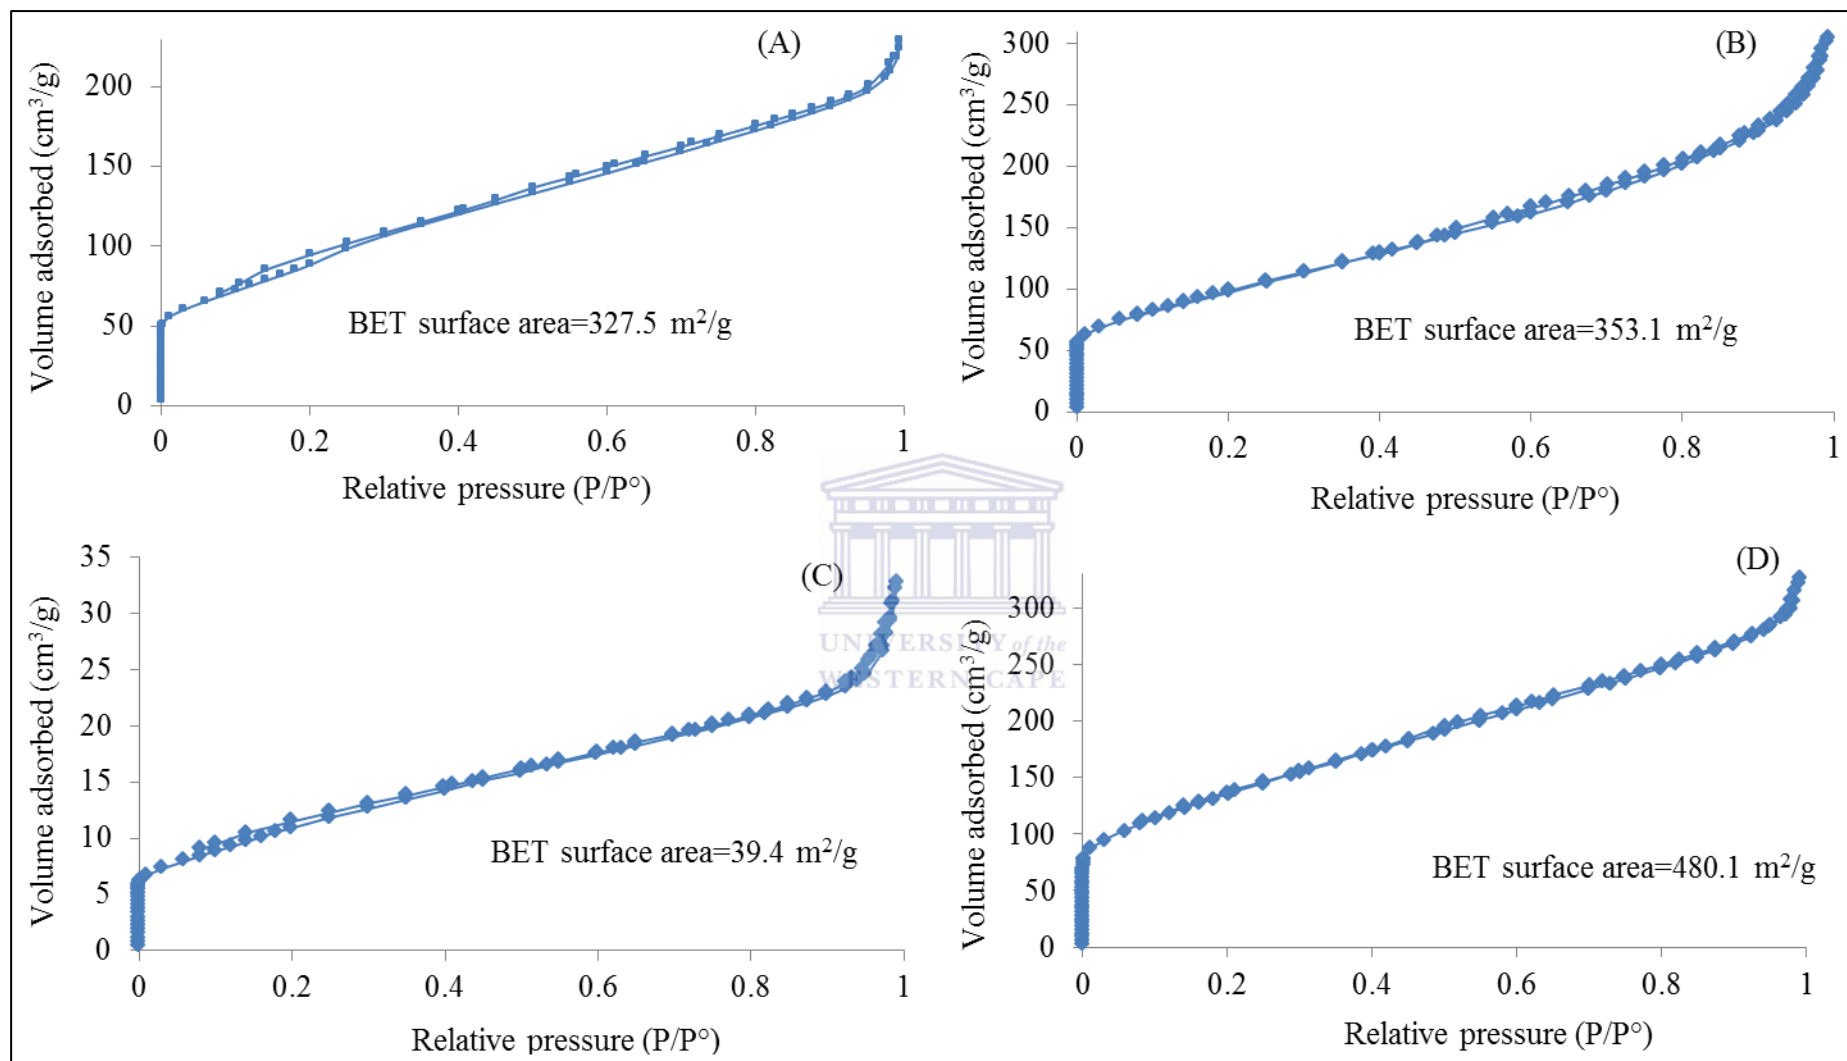 (A)
Volume adsorbed (cm³/g)
200
150
100
50
0
0 0.2 0.4 0.6 0.8 1
Relative pressure (P/P°)
BET surface area=327.5 m²/g
(B)
Volume adsorbed (cm³/g)
300
250
200
150
100
50
0
0 0.2 0.4 0.6 0.8 1
Relative pressure (P/P°)
BET surface area=353.1 m²/g
UNIVERSITY of the
WESTERN CAPE
(C)
Volume adsorbed (cm³/g)
35
30
25
20
15
10
5
0
0 0.2 0.4 0.6 0.8 1
Relative pressure (P/P°)
BET surface area=39.4 m²/g
(D)
Volume adsorbed (cm³/g)
300
250
200
150
100
50
0
0 0.2 0.4 0.6 0.8 1
Relative pressure (P/P°)
BET surface area=480.1 m²/g